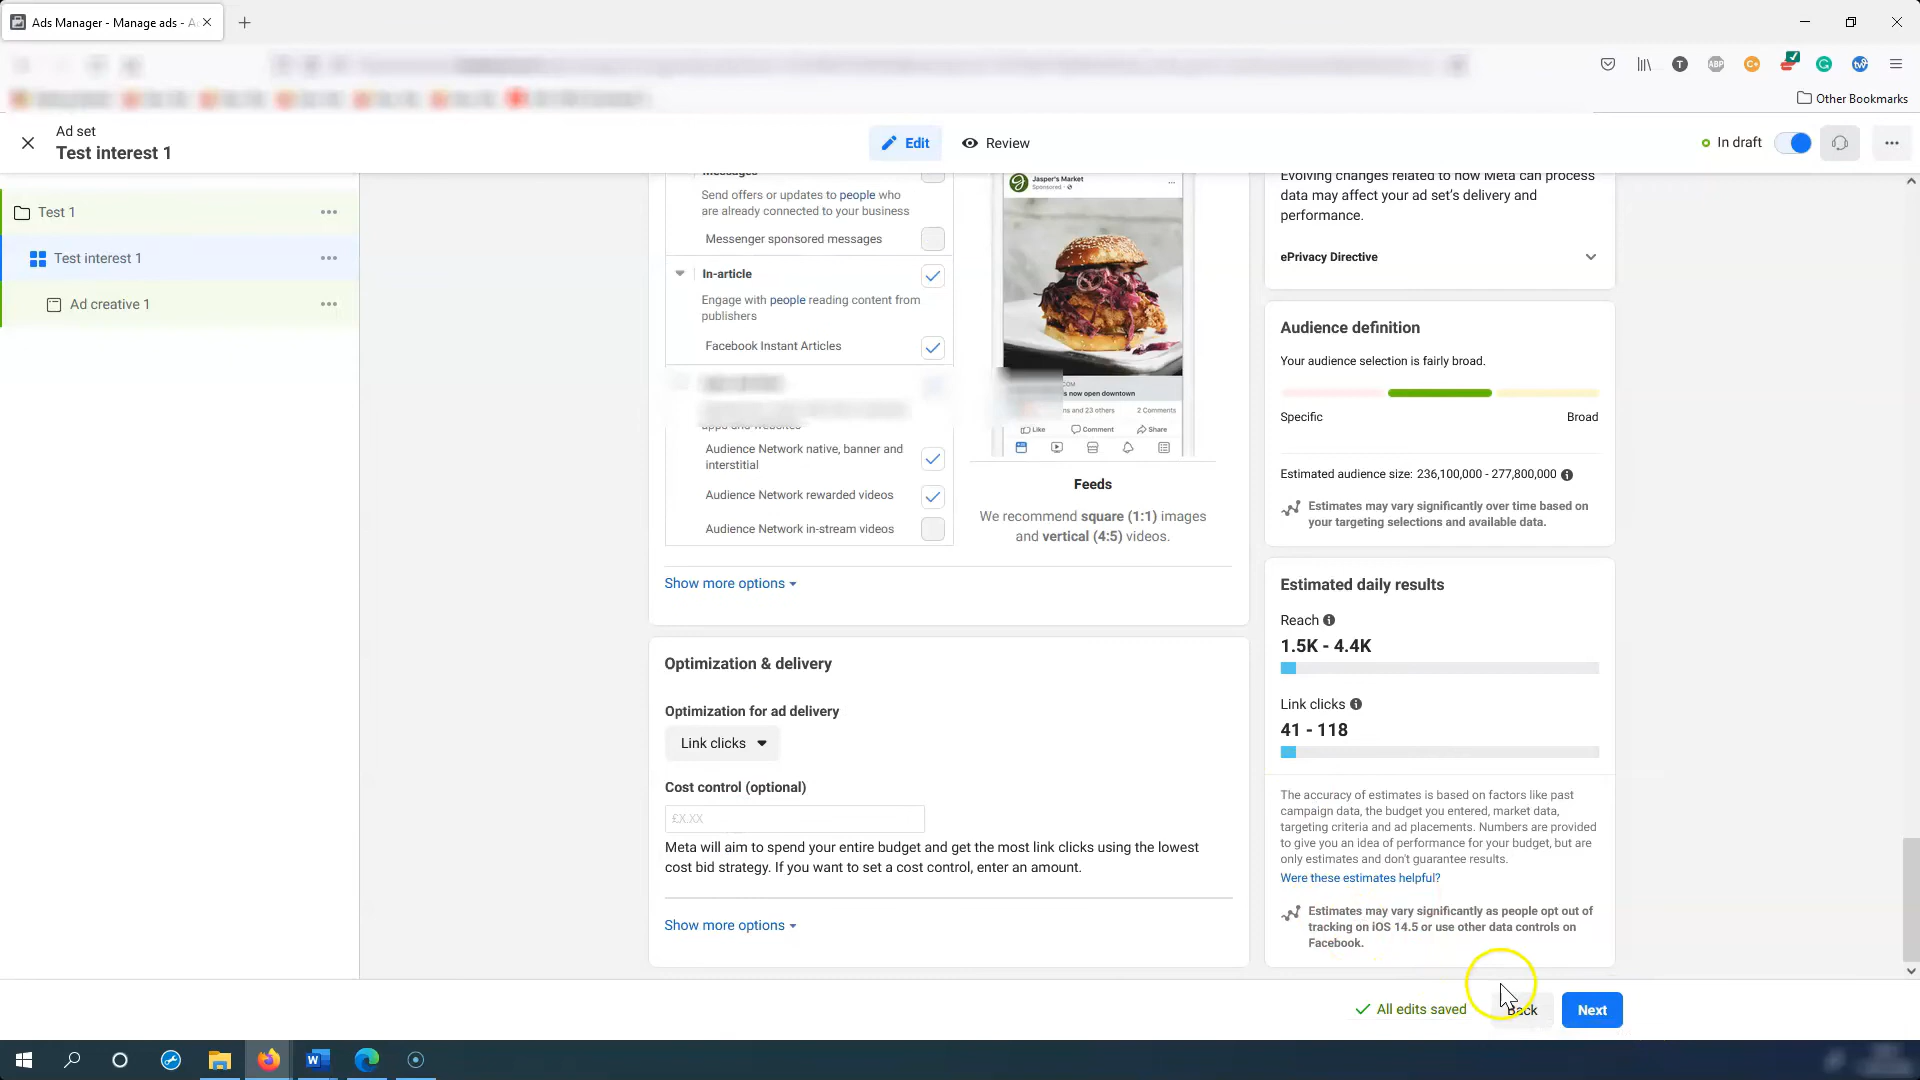 Ads Manager - Manage ads - A
Other Bookmarks
Ad set
Test interest 1
Edit
Review
In draft
Test 1
Test interest 1
Ad creative 1
Messages
Send offers or updates to people who
are already connected to your business
Messenger sponsored messages
In-article
Engage with people reading content from
publishers
Facebook Instant Articles
apps and websites
Audience Network native, banner and
interstitial
Audience Network rewarded videos
Audience Network in-stream videos
Show more options
Jasper's Market
Sponsored
.COM
s now open downtown
ns and 23 others
2 Comments
Like
Comment
Share
Feeds
We recommend square (1:1) images
and vertical (4:5) videos.
Optimization & delivery
Optimization for ad delivery
Link clicks
Cost control (optional)
£X.XX
Meta will aim to spend your entire budget and get the most link clicks using the lowest
cost bid strategy. If you want to set a cost control, enter an amount.
Show more options
Evolving changes related to how Meta can process
data may affect your ad set's delivery and
performance.
ePrivacy Directive
Audience definition
Your audience selection is fairly broad.
Specific
Broad
Estimated audience size: 236,100,000 - 277,800,000
Estimates may vary significantly over time based on
your targeting selections and available data.
Estimated daily results
Reach
1.5K - 4.4K
Link clicks
41 - 118
The accuracy of estimates is based on factors like past
campaign data, the budget you entered, market data,
targeting criteria and ad placements. Numbers are provided
to give you an idea of performance for your budget, but are
only estimates and don't guarantee results.
Were these estimates helpful?
Estimates may vary significantly as people opt out of
tracking on iOS 14.5 or use other data controls on
Facebook.
All edits saved
Back
Next